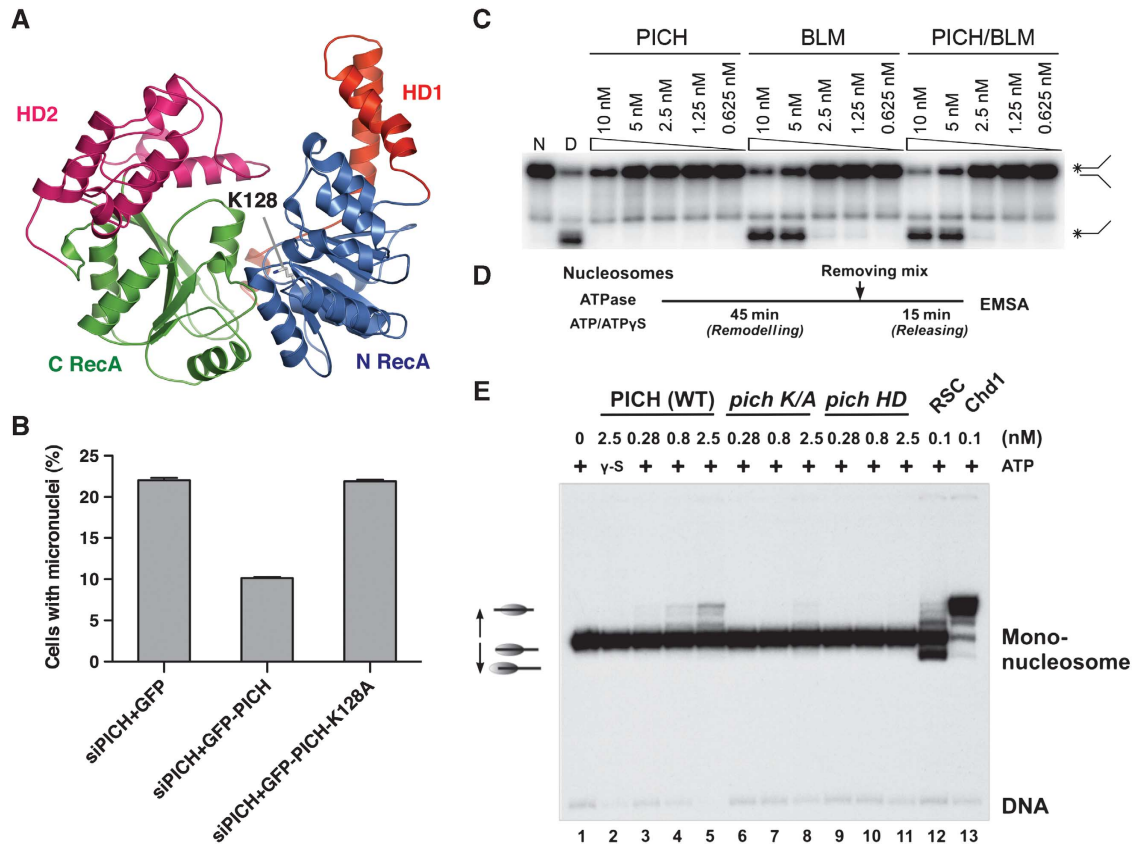 A
HD2
HD1
K128
C RecA
N RecA
B
Cells with micronuclei (%)
25
20
15
10
5
0
siPICH+GFP
siPICH+GFP-PICH
siPICH+GFP-PICH-K128A
C
PICH BLM PICH/BLM
N D 10 nM 5 nM 2.5 nM 1.25 nM 0.625 nM 10 nM 5 nM 2.5 nM 1.25 nM 0.625 nM 10 nM 5 nM 2.5 nM 1.25 nM 0.625 nM
D
Nucleosomes
ATPase
ATP/ATPγS
Removing mix
45 min
(Remodelling)
15 min
(Releasing)
EMSA
E
PICH (WT) pich K/A pich HD RSC Chd1
0 2.5 0.28 0.8 2.5 0.28 0.8 2.5 0.28 0.8 2.5 0.1 0.1 (nM)
+ γ-S + + + + + + + + + + + ATP
Mono-
nucleosome
DNA
1 2 3 4 5 6 7 8 9 10 11 12 13